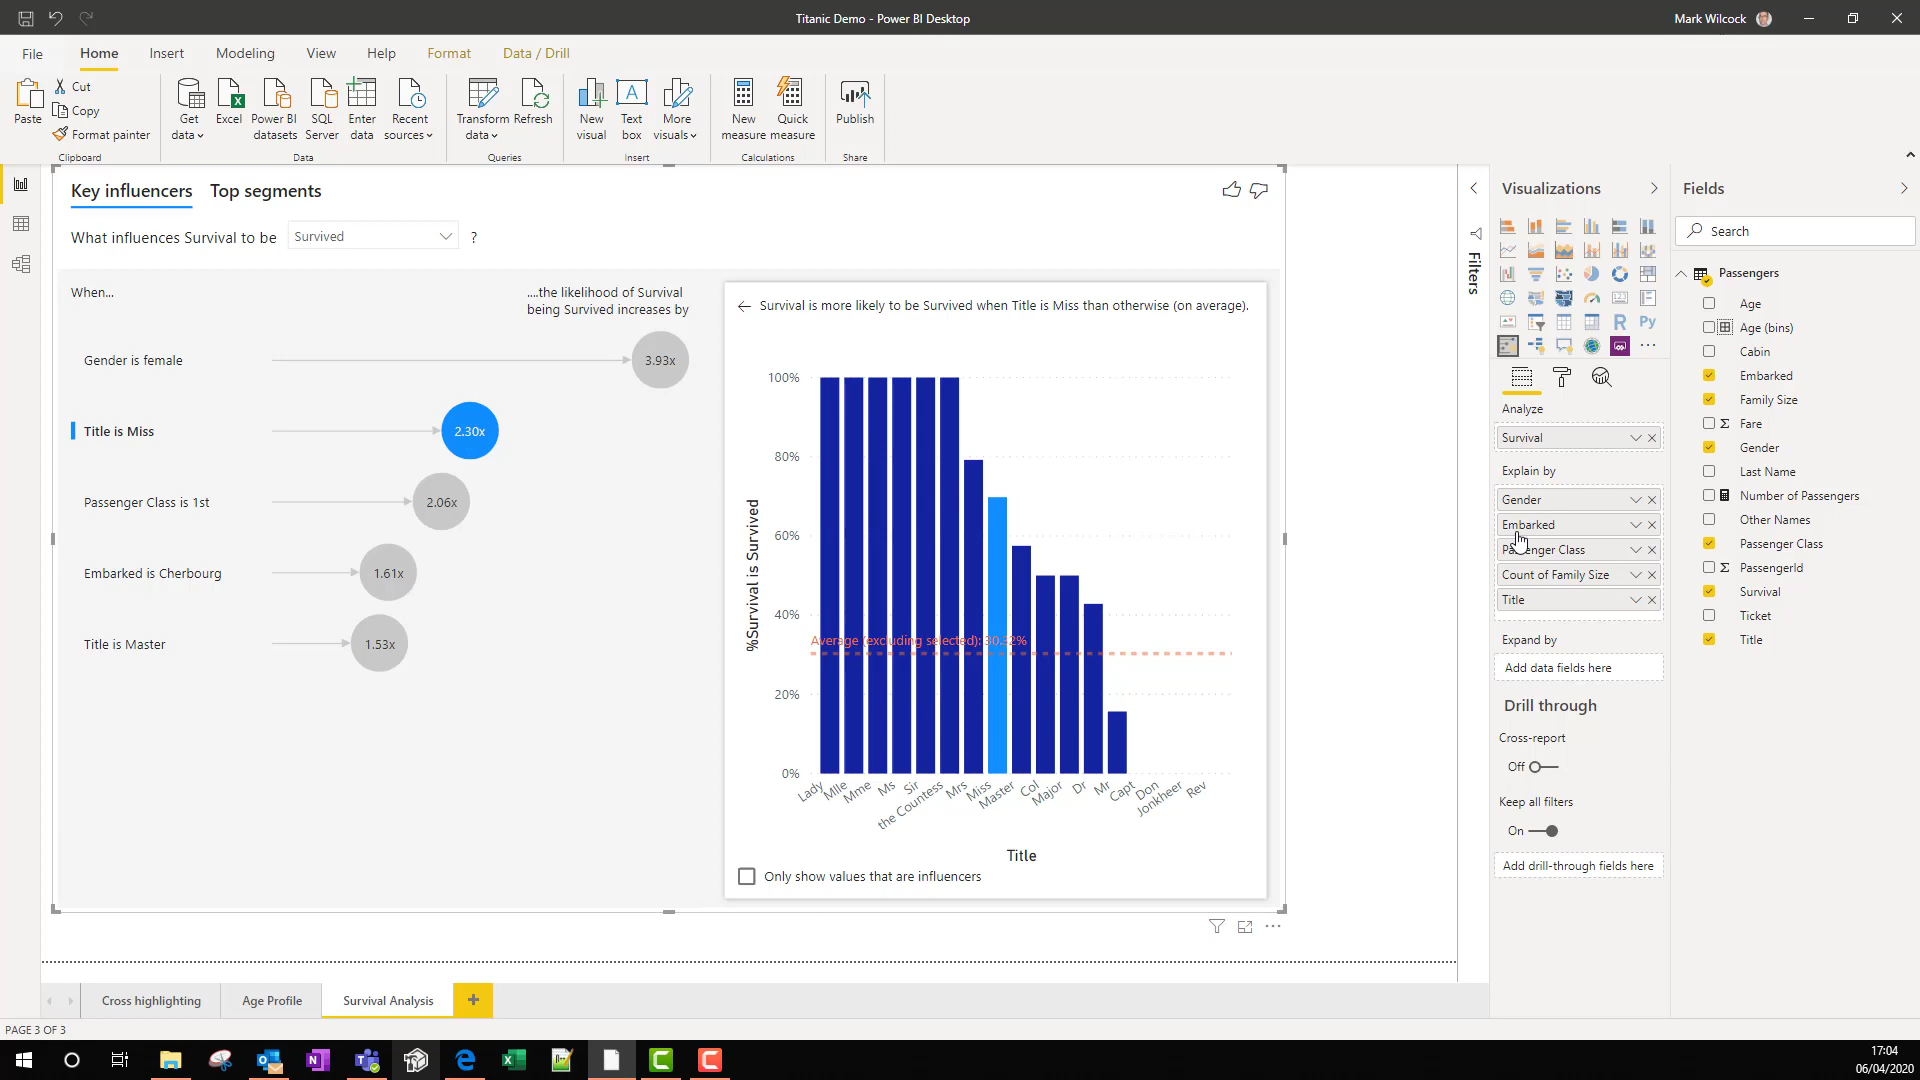 Titanic Demo - Power BI Desktop
Mark Wilcock
File
Home
Insert
Modeling
View
Help
Format
Data / Drill
Paste
Cut
Copy
Format painter
Clipboard
Get data
Excel
Power BI datasets
SQL Server
Enter data
Recent sources
Data
Transform data
Refresh
Queries
New visual
Text box
More visuals
Insert
New measure
Quick measure
Calculations
Publish
Share
Key influencers
Top segments
What influences Survival to be
Survived
?
When...
....the likelihood of Survival
being Survived increases by
Gender is female
3.93x
Title is Miss
2.30x
Passenger Class is 1st
2.06x
Embarked is Cherbourg
1.61x
Title is Master
1.53x
Survival is more likely to be Survived when Title is Miss than otherwise (on average).
%Survival is Survived
100%
80%
60%
40%
20%
0%
Average (excluding selected): 30.32%
Lady
Mlle
Mme
Ms
Sir
the Countess
Mrs
Miss
Master
Col
Major
Dr
Mr
Capt
Don
Jonkheer
Rev
Title
Only show values that are influencers
Filters
Visualizations
R
Py
Analyze
Survival
Explain by
Gender
Embarked
Passenger Class
Count of Family Size
Title
Expand by
Add data fields here
Drill through
Cross-report
Off
Keep all filters
On
Add drill-through fields here
Fields
Search
Passengers
Age
Age (bins)
Cabin
Embarked
Family Size
Fare
Gender
Last Name
Number of Passengers
Other Names
Passenger Class
PassengerId
Survival
Ticket
Title
Cross highlighting
Age Profile
Survival Analysis
PAGE 3 OF 3
17:04
06/04/2020